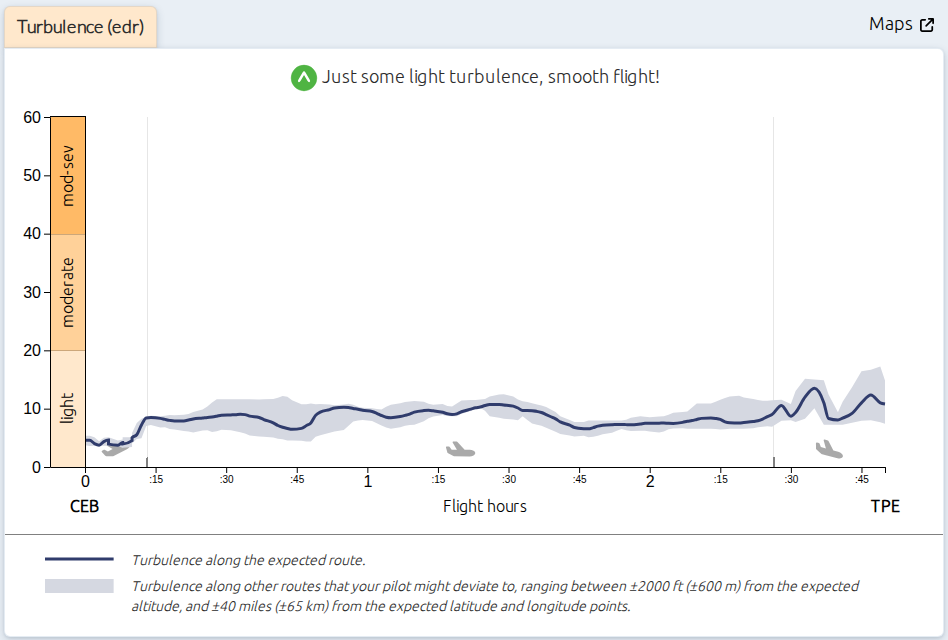 Turbulence (edr)
Maps
Just some light turbulence, smooth flight!
60
50
40
30
20
10
0
mod-sev
moderate
light
0 :15 :30 :45 1 :15 :30 :45 2 :15 :30 :45
CEB Flight hours TPE
Turbulence along the expected route.
Turbulence along other routes that your pilot might deviate to, ranging between ±2000 ft (±600 m) from the expected
altitude, and ±40 miles (±65 km) from the expected latitude and longitude points.